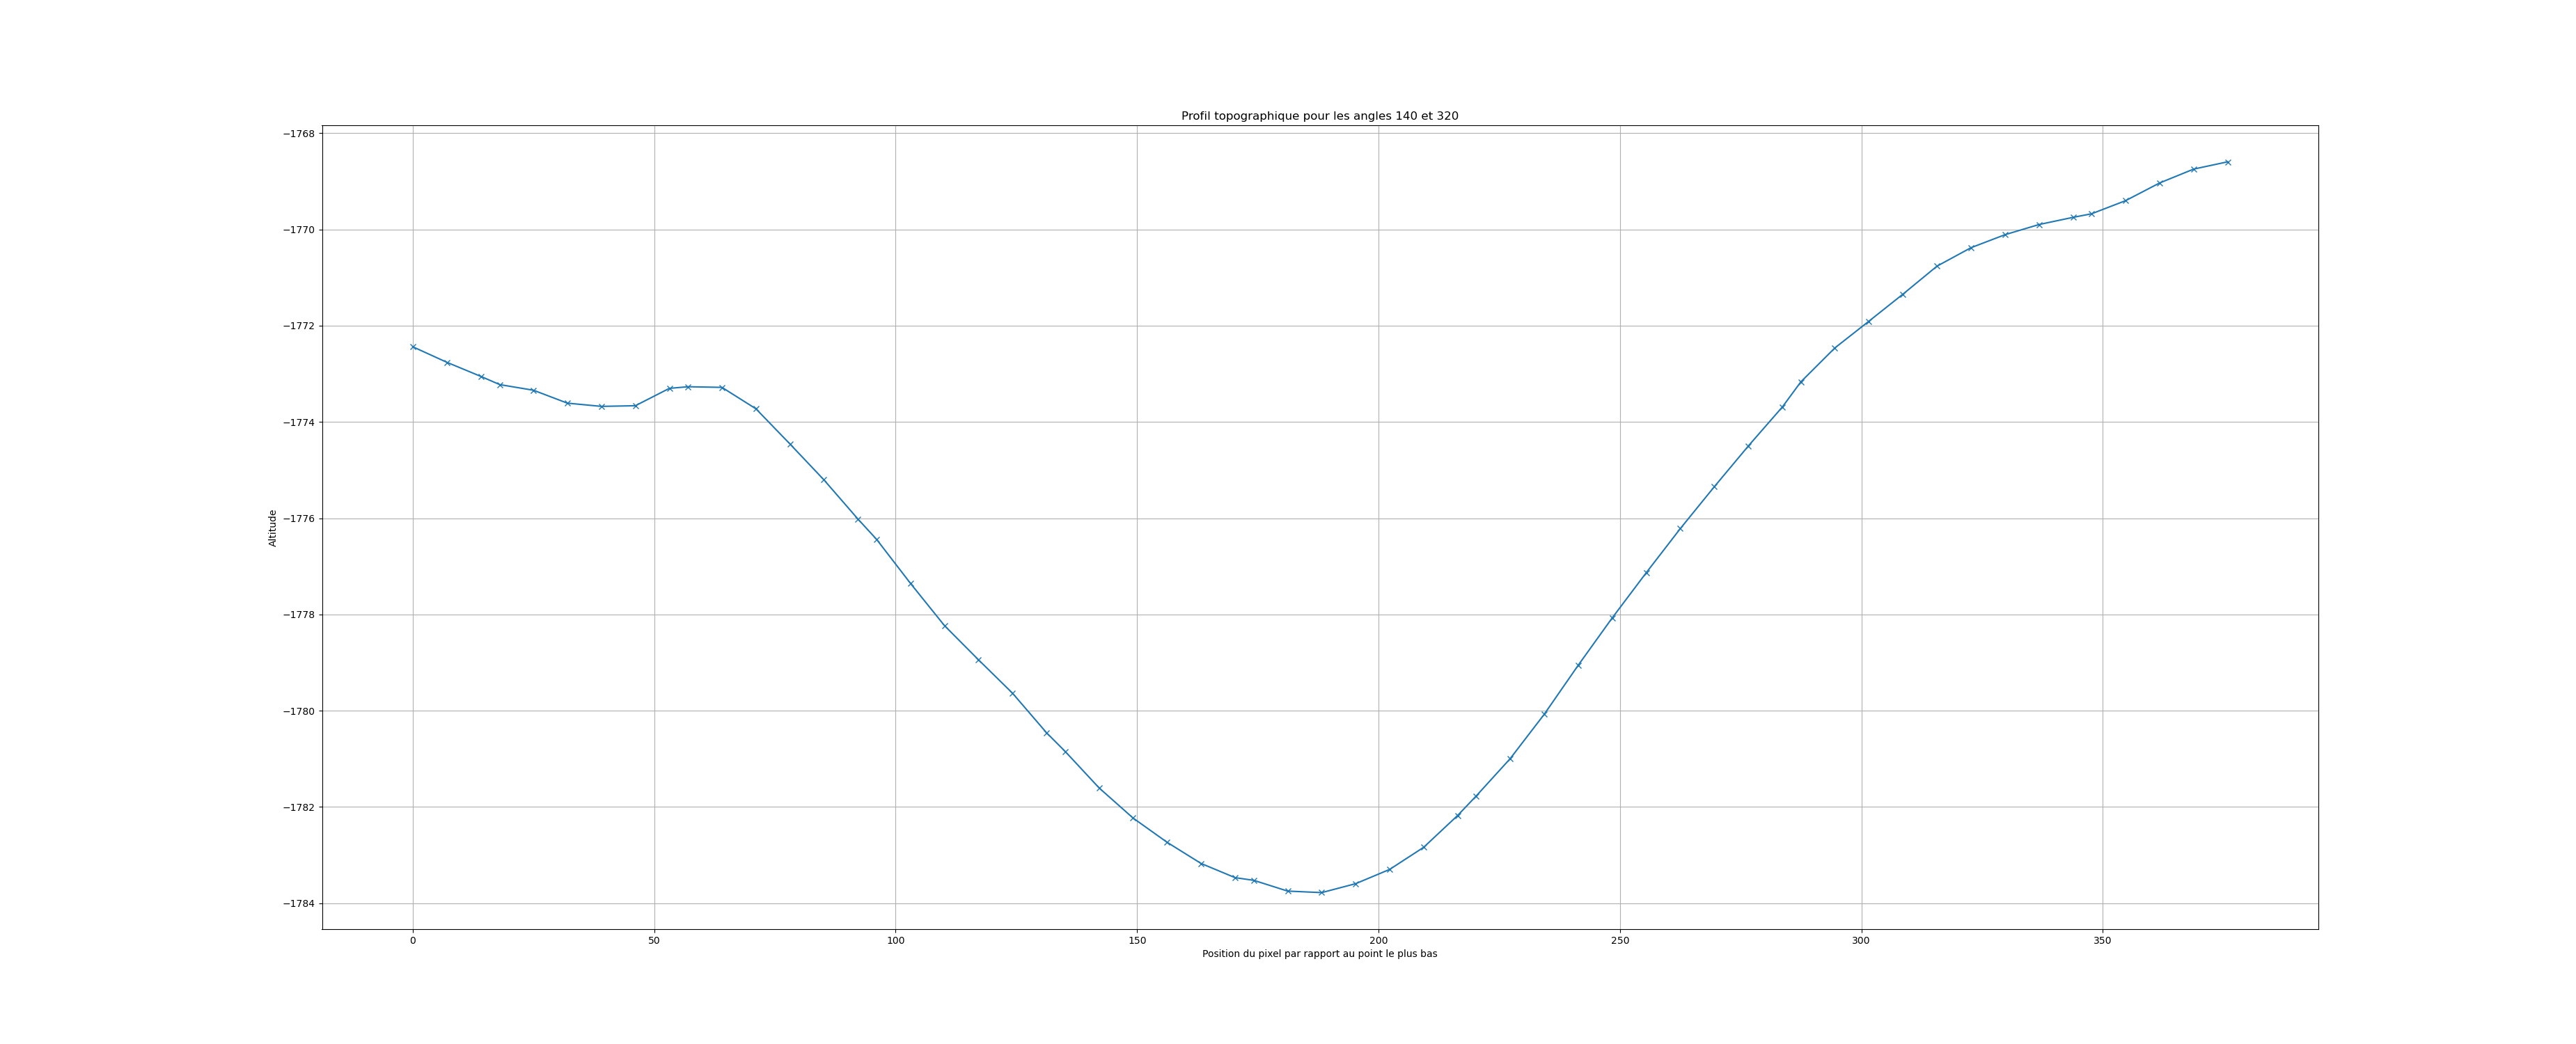 Profil topographique pour les angles 140 et 320
−1768
−1770
−1772
−1774
−1776
−1778
−1780
−1782
−1784
Altitude
0 50 100 150 200 250 300 350
Position du pixel par rapport au point le plus bas